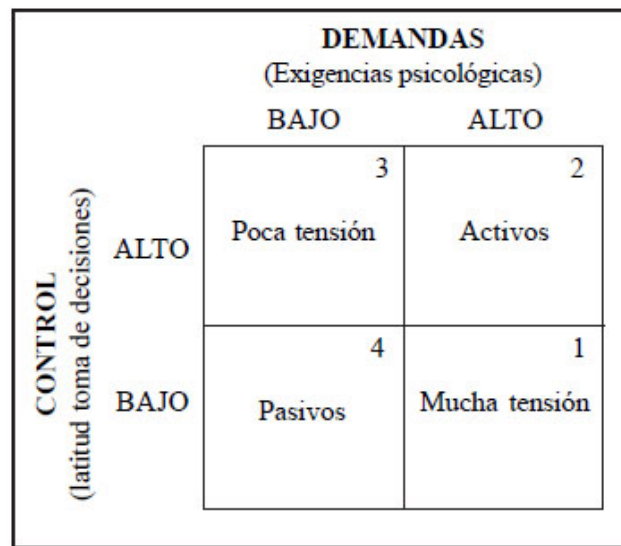 DEMANDAS
(Exigencias psicológicas)
BAJO ALTO
CONTROL
(latitud toma de decisiones)
ALTO
3
Poca tensión
2
Activos
BAJO
4
Pasivos
1
Mucha tensión